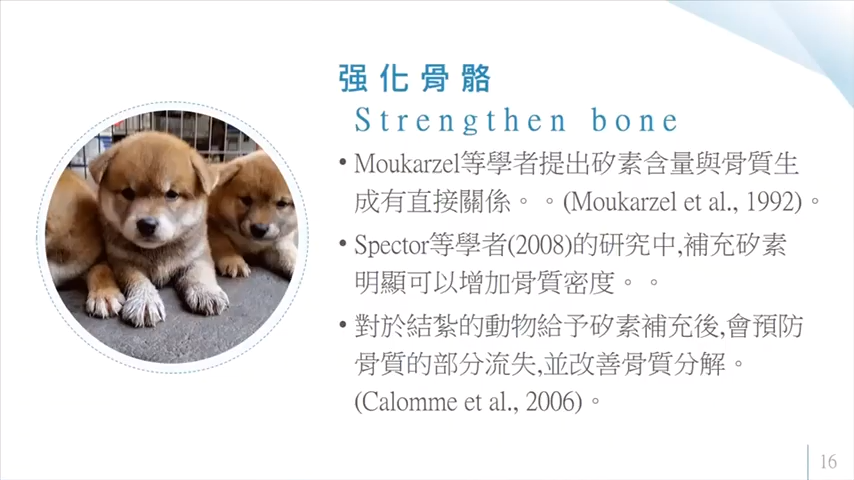 强化骨骼
Strengthen bone
• Moukarzel等學者提出矽素含量與骨質生
成有直接關係。。(Moukarzel et al., 1992)。
• Spector等學者(2008)的研究中,補充矽素
明顯可以增加骨質密度。。
• 對於結紮的動物給予矽素補充後,會預防
骨質的部分流失,並改善骨質分解。
(Calomme et al., 2006)。
16